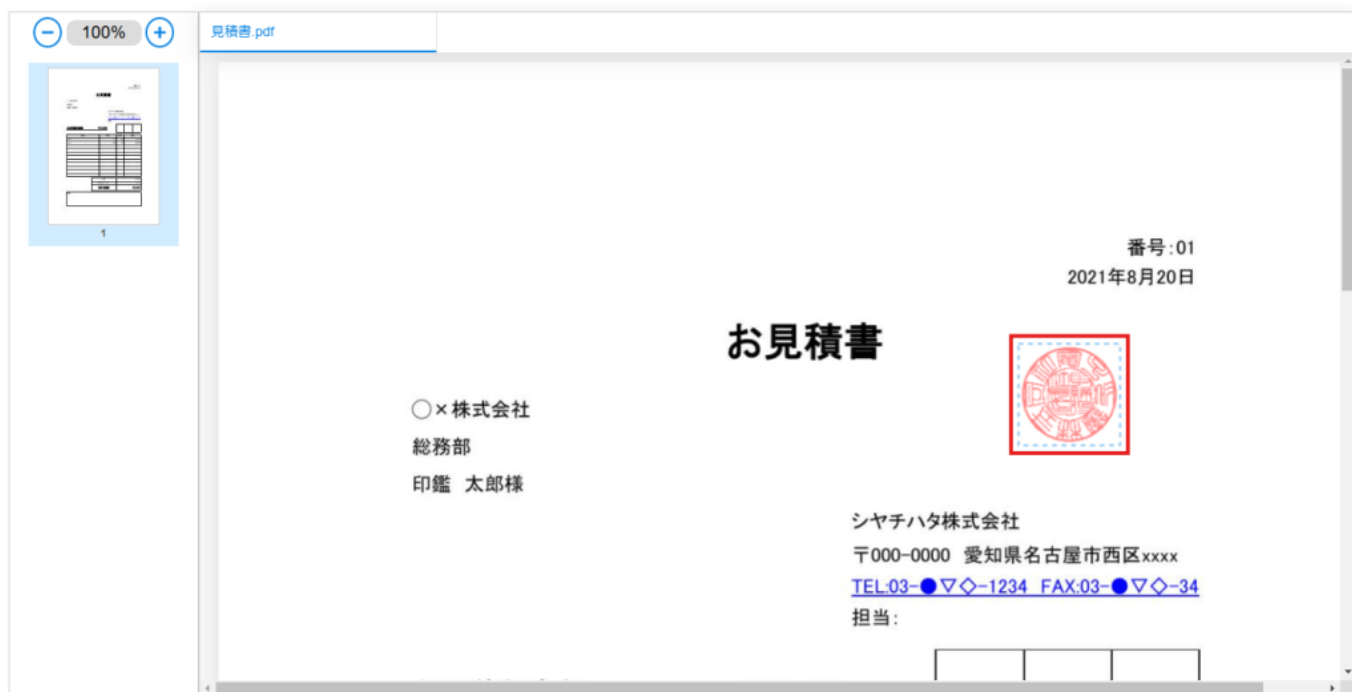 100%
見積書.pdf
1
番号:01
2021年8月20日
お見積書
○×株式会社
総務部
印鑑 太郎様
シヤチハタ株式会社
〒000-0000 愛知県名古屋市西区xxxx
TEL:03-●▽◇-1234 FAX:03-●▽◇-34
担当: